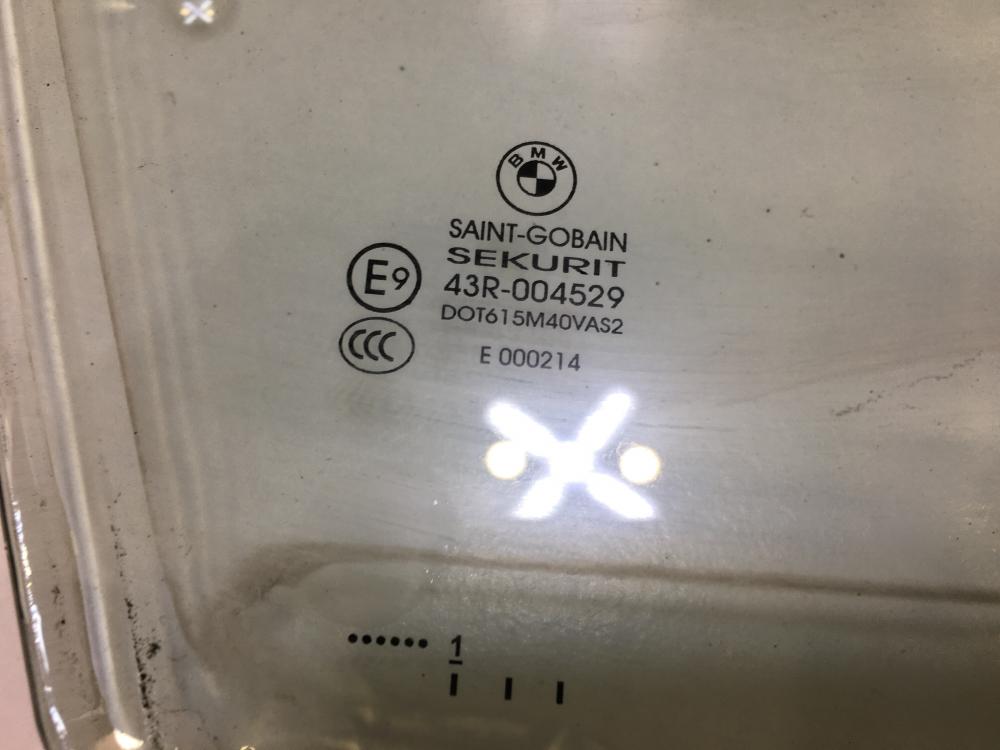 BMW
SAINT-GOBAIN
SEKURIT
E9
43R-004529
DOT615M40VAS2
CCC
E 000214
...... 1